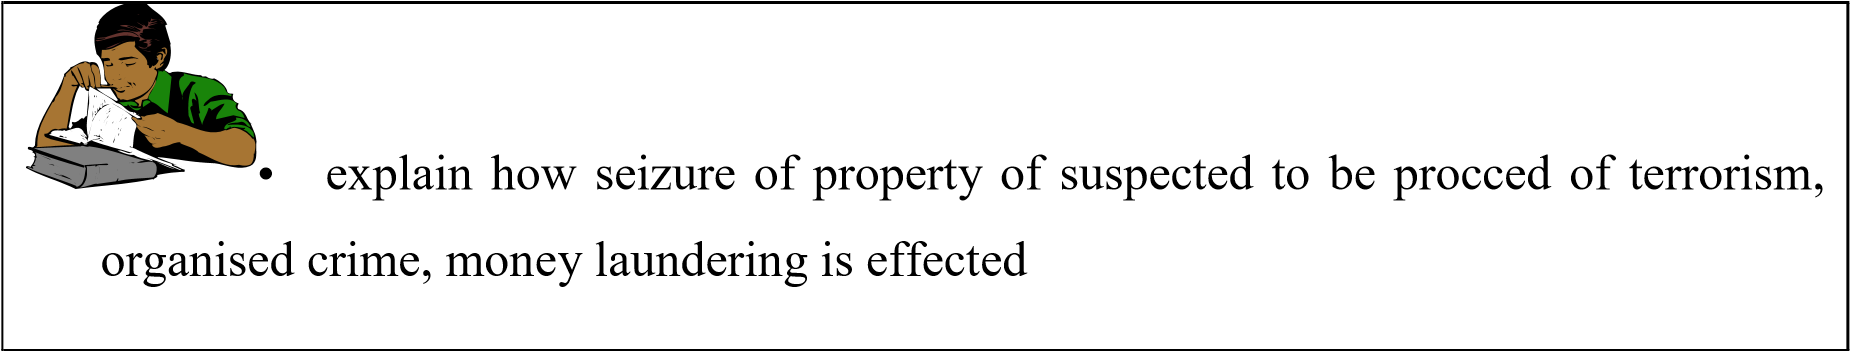 • explain how seizure of property of suspected to be procced of terrorism,
organised crime, money laundering is effected